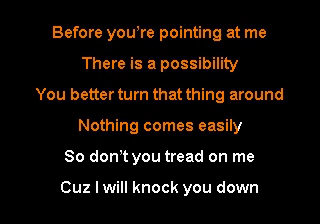 Before you're pointing at me
There is a possibility
You better turn that thing around
Nothing comes easily
So don't you tread on me
Cuz I will knock you down